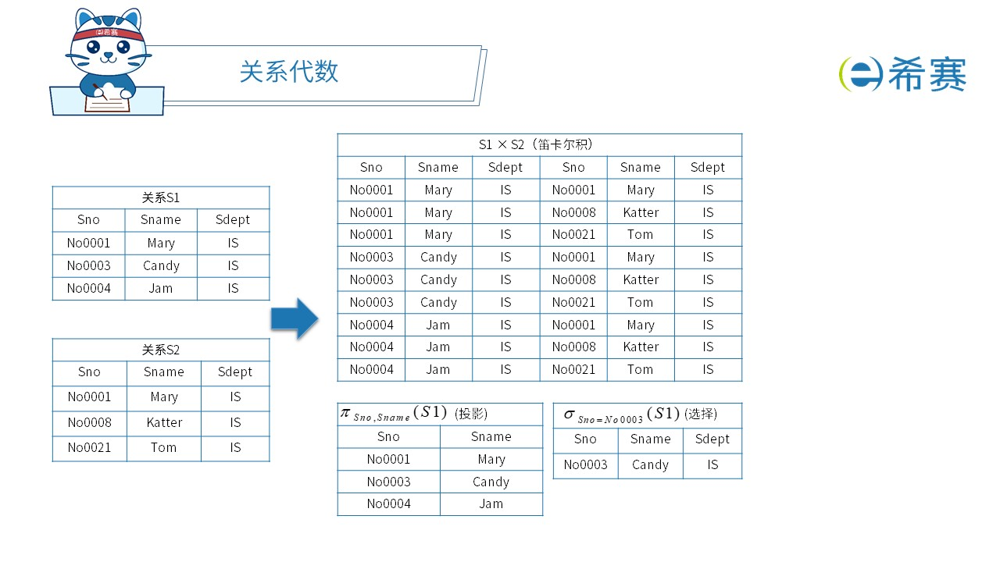 希赛
关系代数
希赛
关系S1
Sno Sname Sdept
No0001 Mary IS
No0003 Candy IS
No0004 Jam IS
关系S2
Sno Sname Sdept
No0001 Mary IS
No0008 Katter IS
No0021 Tom IS
S1 × S2（笛卡尔积）
Sno Sname Sdept Sno Sname Sdept
No0001 Mary IS No0001 Mary IS
No0001 Mary IS No0008 Katter IS
No0001 Mary IS No0021 Tom IS
No0003 Candy IS No0001 Mary IS
No0003 Candy IS No0008 Katter IS
No0003 Candy IS No0021 Tom IS
No0004 Jam IS No0001 Mary IS
No0004 Jam IS No0008 Katter IS
No0004 Jam IS No0021 Tom IS
π Sno,Sname (S1) (投影)
Sno Sname
No0001 Mary
No0003 Candy
No0004 Jam
σ Sno=No0003 (S1) (选择)
Sno Sname Sdept
No0003 Candy IS